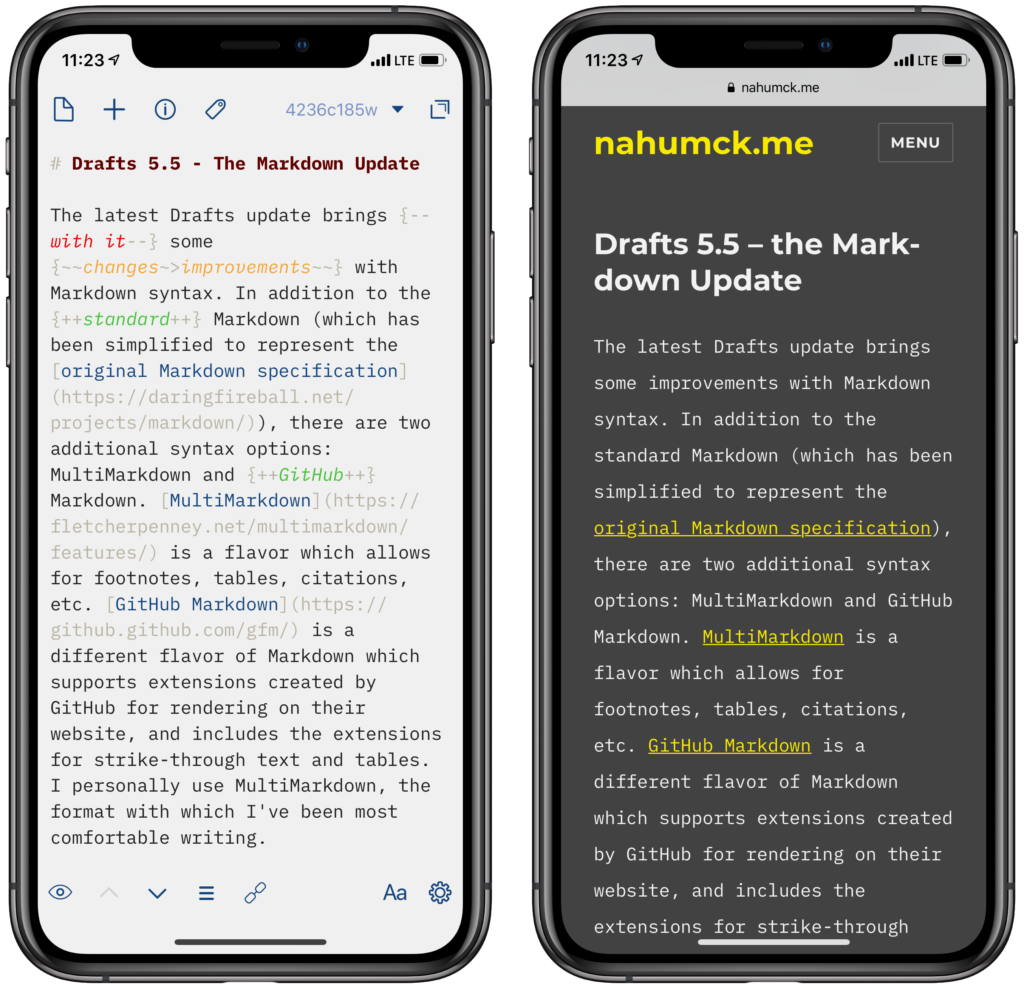 11:23
LTE
4236c185w
# Drafts 5.5 - The Markdown Update
The latest Drafts update brings {--
with it--} some
{~~changes~>improvements~~} with
Markdown syntax. In addition to the
{++standard++} Markdown (which has
been simplified to represent the
[original Markdown specification]
(https://daringfireball.net/
projects/markdown/)), there are two
additional syntax options:
MultiMarkdown and {++GitHub++}
Markdown. [MultiMarkdown](https://
fletcherpenney.net/multimarkdown/
features/) is a flavor which allows
for footnotes, tables, citations,
etc. [GitHub Markdown](https://
github.github.com/gfm/) is a
different flavor of Markdown which
supports extensions created by
GitHub for rendering on their
website, and includes the extensions
for strike-through text and tables.
I personally use MultiMarkdown, the
format with which I've been most
comfortable writing.
Aa
11:23
LTE
nahumck.me
nahumck.me
MENU
Drafts 5.5 – the Mark-
down Update
The latest Drafts update brings
some improvements with Markdown
syntax. In addition to the
standard Markdown (which has been
simplified to represent the
original Markdown specification),
there are two additional syntax
options: MultiMarkdown and GitHub
Markdown. MultiMarkdown is a
flavor which allows for
footnotes, tables, citations,
etc. GitHub Markdown is a
different flavor of Markdown
which supports extensions created
by GitHub for rendering on their
website, and includes the
extensions for strike-through